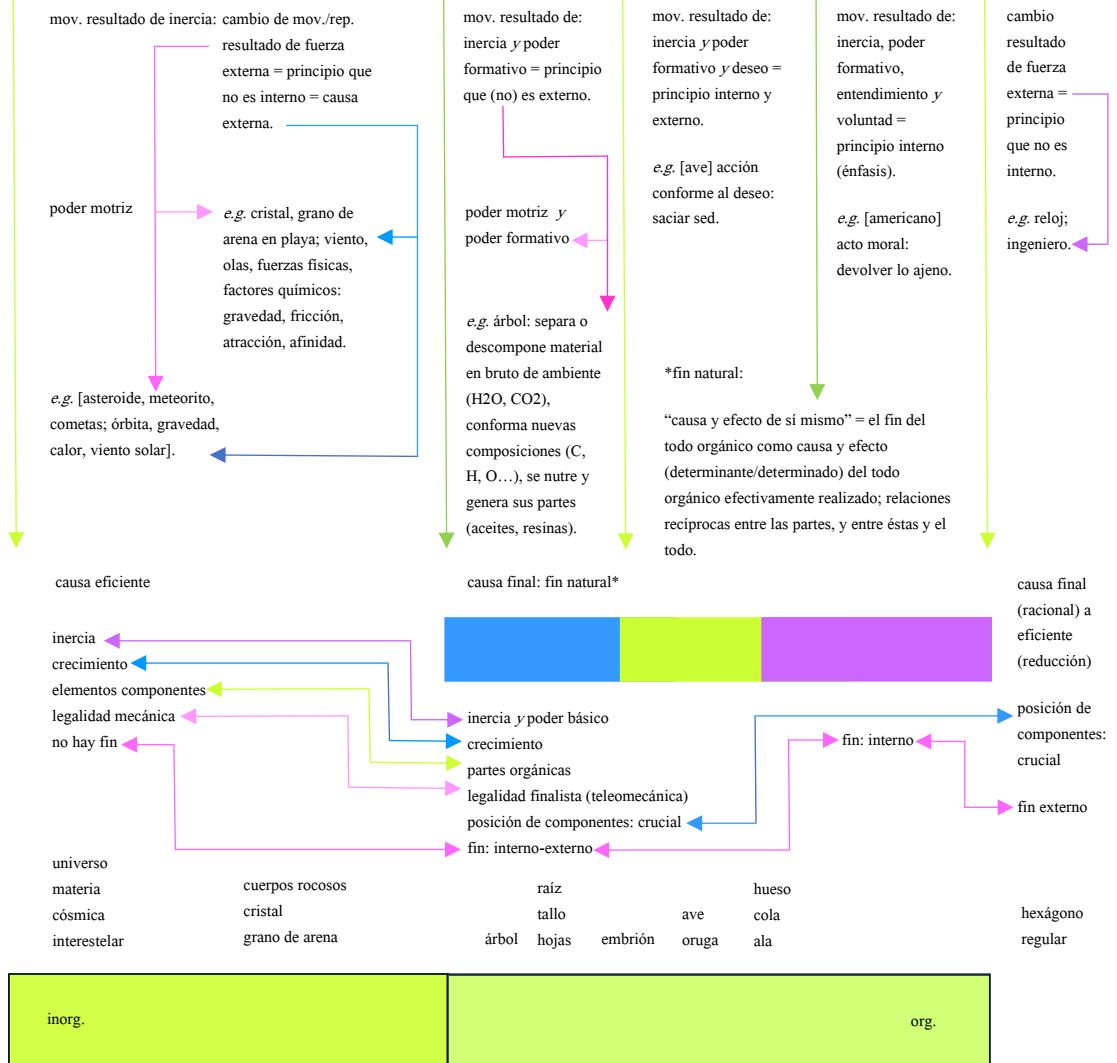 mov. resultado de inercia:
cambio de mov./rep.
resultado de fuerza
externa = principio que
no es interno = causa
externa.
poder motriz
e.g. cristal, grano de
arena en playa; viento,
olas, fuerzas físicas,
factores químicos:
gravedad, fricción,
atracción, afinidad.
e.g. [asteroide, meteorito,
cometas; órbita, gravedad,
calor, viento solar].
mov. resultado de:
inercia y poder
formativo = principio
que (no) es externo.
poder motriz y
poder formativo
e.g. árbol: separa o
descompone material
en bruto de ambiente
(H2O, CO2),
conforma nuevas
composiciones (C,
H, O…), se nutre y
genera sus partes
(aceites, resinas).
mov. resultado de:
inercia y poder
formativo y deseo =
principio interno y
externo.
e.g. [ave] acción
conforme al deseo:
saciar sed.
mov. resultado de:
inercia, poder
formativo,
entendimiento y
voluntad =
principio interno
(énfasis).
e.g. [americano]
acto moral:
devolver lo ajeno.
cambio
resultado
de fuerza
externa =
principio
que no es
interno.
e.g. reloj;
ingeniero.
*fin natural:
“causa y efecto de sí mismo” = el fin del
todo orgánico como causa y efecto
(determinante/determinado) del todo
orgánico efectivamente realizado; relaciones
recíprocas entre las partes, y entre éstas y el
todo.
causa eficiente
causa final: fin natural*
causa final
(racional) a
eficiente
(reducción)
inercia
crecimiento
elementos componentes
legalidad mecánica
no hay fin
inercia y poder básico
crecimiento
partes orgánicas
legalidad finalista (teleomecánica)
posición de componentes: crucial
fin: interno-externo
fin: interno
posición de
componentes:
crucial
fin externo
universo
materia
cósmica
interestelar
cuerpos rocosos
cristal
grano de arena
árbol
raíz
tallo
hojas
embrión
ave
oruga
hueso
cola
ala
hexágono
regular
inorg.
org.